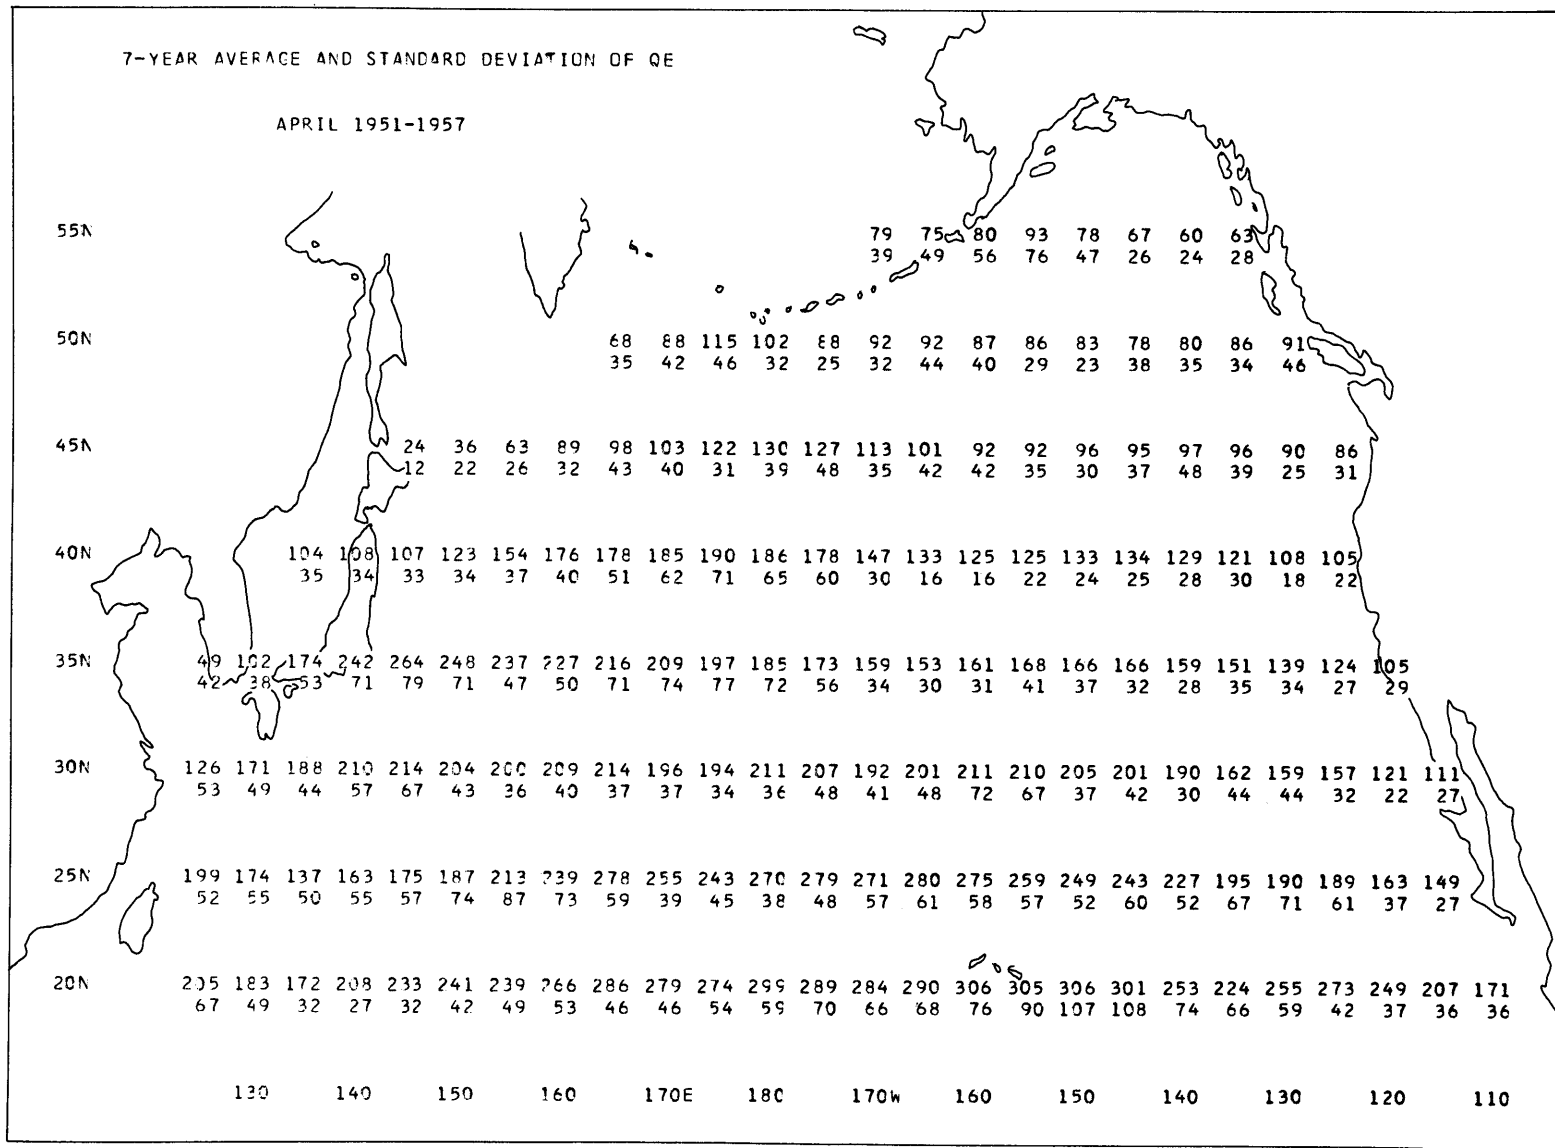 7-YEAR AVERAGE AND STANDARD DEVIATION OF QE
APRIL 1951-1957
55N 79 75 80 93 78 67 60 63
39 49 56 76 47 26 24 28
50N 68 88 115 102 88 92 92 87 86 83 78 80 86 91
35 42 46 32 25 32 44 40 29 23 38 35 34 46
45N 24 36 63 89 98 103 122 130 127 113 101 92 92 96 95 97 96 90 86
12 22 26 32 43 40 31 39 48 35 42 42 35 30 37 48 39 25 31
40N 104 108 107 123 154 176 178 185 190 186 178 147 133 125 125 133 134 129 121 108 105
35 34 33 34 37 40 51 62 71 65 60 30 16 16 22 24 25 28 30 18 22
35N 49 102 174 242 264 248 237 227 216 209 197 185 173 159 153 161 168 166 166 159 151 139 124 105
42 38 53 71 79 71 47 50 71 74 77 72 56 34 30 31 41 37 32 28 35 34 27 29
30N 126 171 188 210 214 204 200 209 214 196 194 211 207 192 201 211 210 205 201 190 162 159 157 121 111
53 49 44 57 67 43 36 40 37 37 34 36 48 41 48 72 67 37 42 30 44 44 32 22 27
25N 199 174 137 163 175 187 213 239 278 255 243 270 279 271 280 275 259 249 243 227 195 190 189 163 149
52 55 50 55 57 74 87 73 59 39 45 38 48 57 61 58 57 52 60 52 67 71 61 37 27
20N 205 183 172 208 233 241 239 266 286 279 274 299 289 284 290 306 305 306 301 253 224 255 273 249 207 171
67 49 32 27 32 42 49 53 46 46 54 59 70 66 68 76 90 107 108 74 66 59 42 37 36 36
130 140 150 160 170E 180 170W 160 150 140 130 120 110